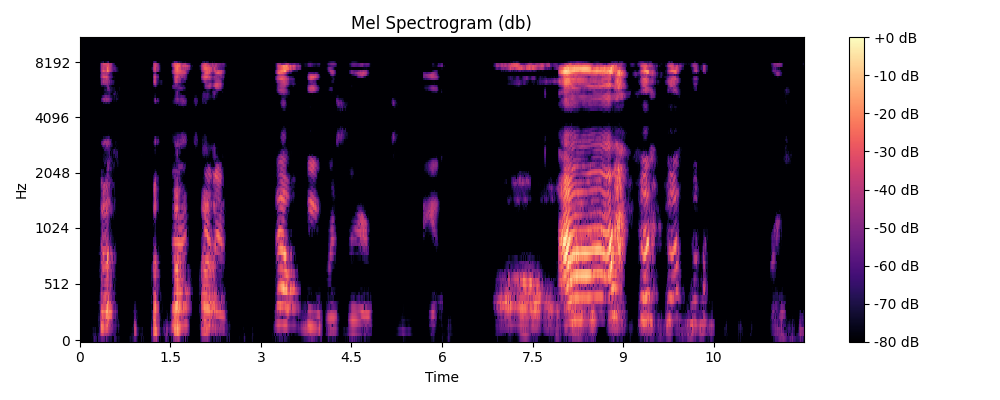 Mel Spectrogram (db)
8192
4096
2048
1024
512
0
Hz
0 1.5 3 4.5 6 7.5 9 10
Time
+0 dB
-10 dB
-20 dB
-30 dB
-40 dB
-50 dB
-60 dB
-70 dB
-80 dB